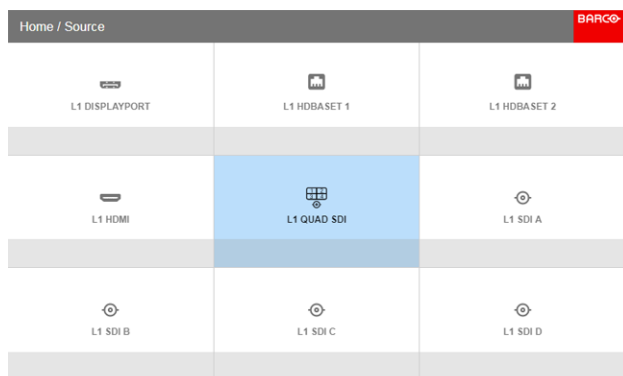 Home / Source
BARCO
L1 DISPLAYPORT
L1 HDBASET 1
L1 HDBASET 2
L1 HDMI
L1 QUAD SDI
L1 SDI A
L1 SDI B
L1 SDI C
L1 SDI D